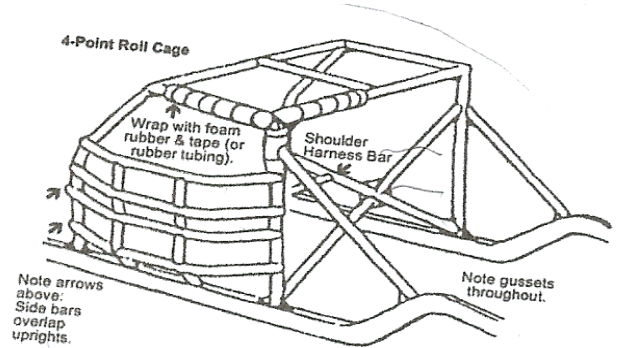 4-Point Roll Cage
Wrap with foam
rubber & tape (or
rubber tubing).
Shoulder
Harness Bar
Note arrows
above:
Side bars
overlap
uprights.
Note gussets
throughout.